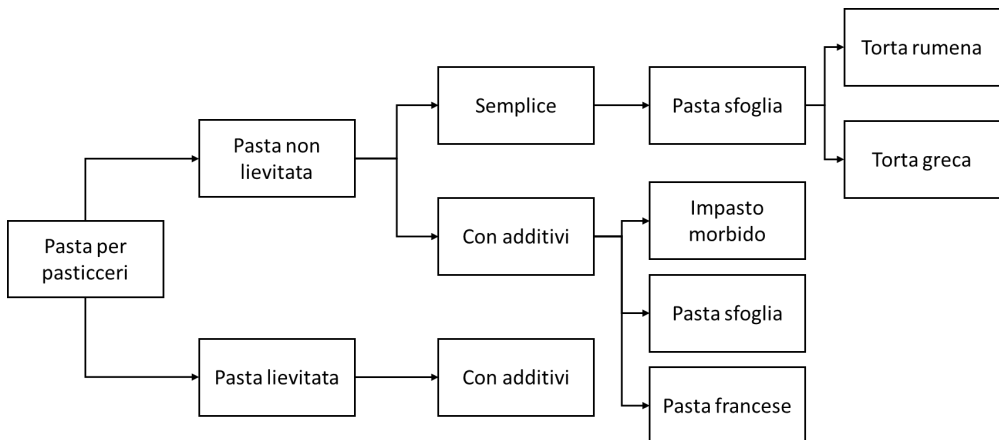 Torta rumena
Semplice
Pasta sfoglia
Pasta non
lievitata
Torta greca
Impasto
morbido
Con additivi
Pasta per
pasticceri
Pasta sfoglia
Pasta lievitata
Con additivi
Pasta francese